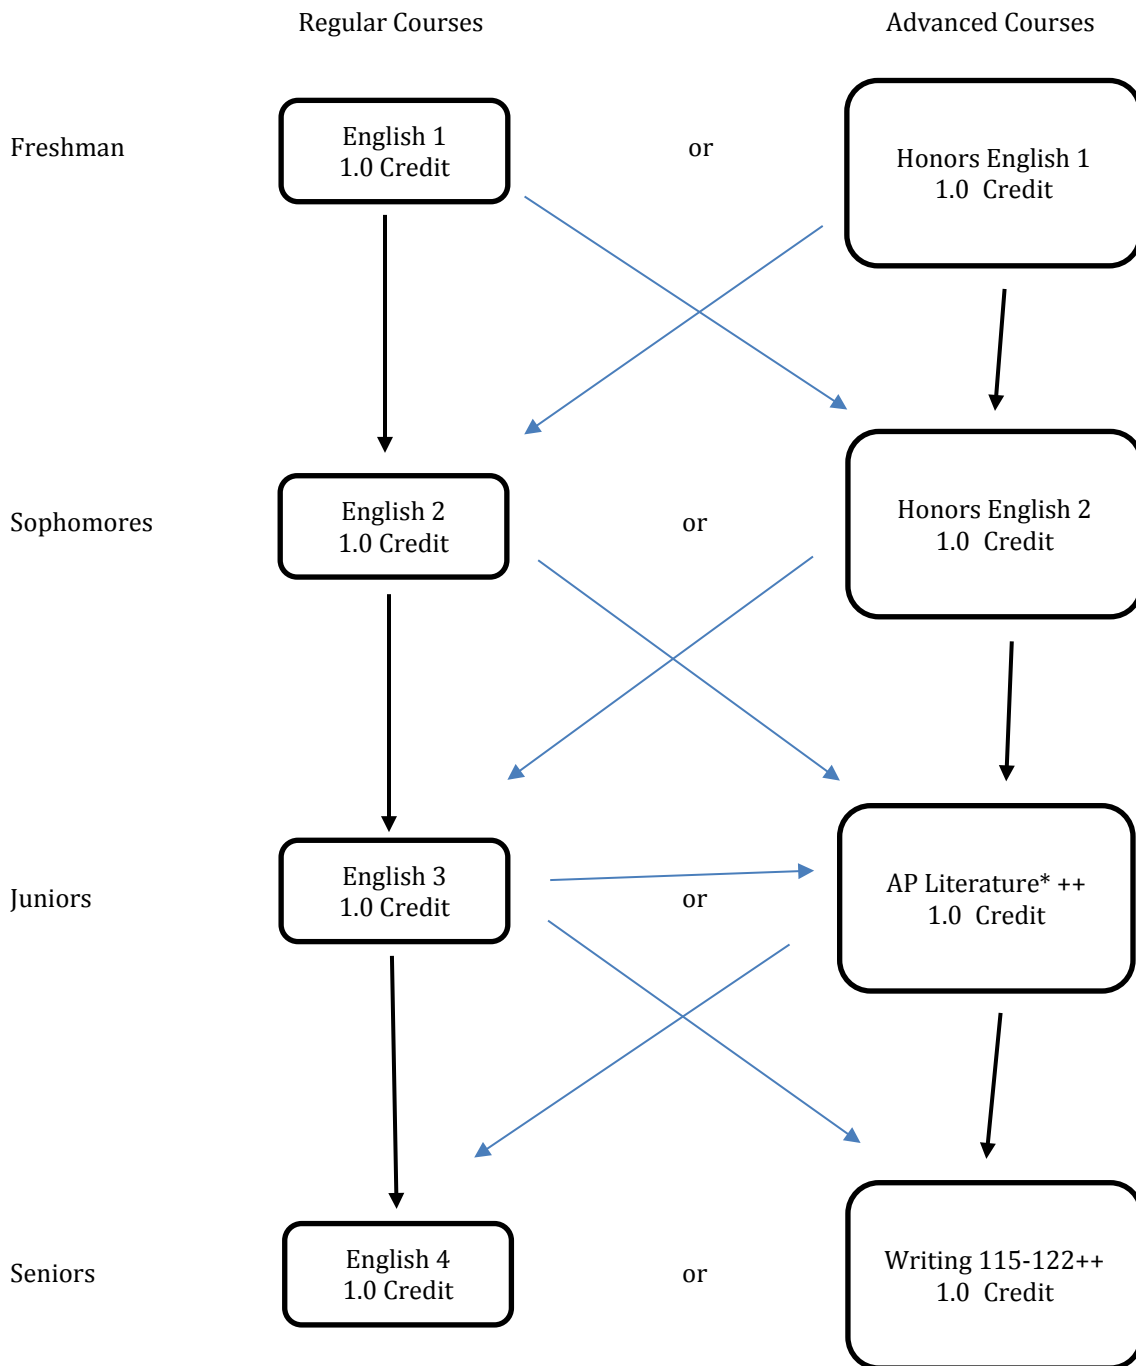 Regular Courses
Advanced Courses
Freshman
English 1
1.0 Credit
or
Honors English 1
1.0 Credit
Sophomores
English 2
1.0 Credit
or
Honors English 2
1.0 Credit
Juniors
English 3
1.0 Credit
or
AP Literature* ++
1.0 Credit
Seniors
English 4
1.0 Credit
or
Writing 115-122++
1.0 Credit